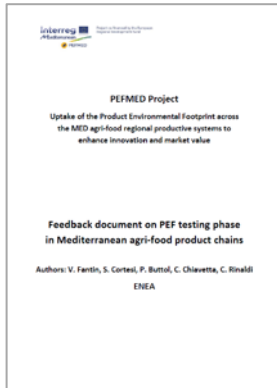 Interreg
Mediterranean
PEFMED
PEFMED Project
Uptake of the Product Environmental Footprint across
the MED agri-food regional productive systems to
enhance innovation and market value
Feedback document on PEF testing phase
in Mediterranean agri-food product chains
Authors: V. Fantin, S. Cortesi, P. Buttol, C. Chiavetta, C. Rinaldi
ENEA